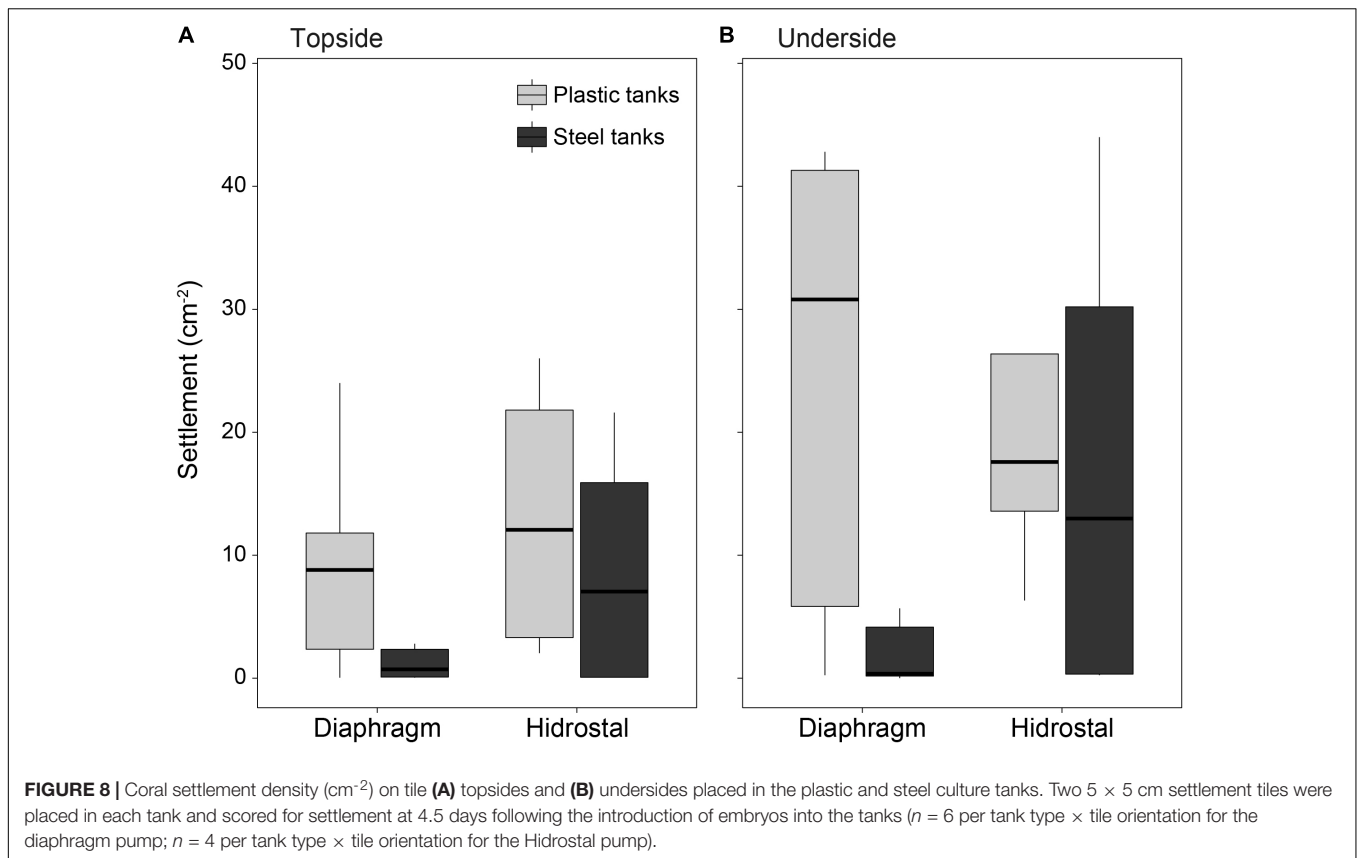 A Topside
B Underside
Plastic tanks
Steel tanks
Settlement (cm-2)
50
40
30
20
10
0
Diaphragm Hidrostal
Diaphragm Hidrostal
FIGURE 8 | Coral settlement density (cm-2) on tile (A) topsides and (B) undersides placed in the plastic and steel culture tanks. Two 5 × 5 cm settlement tiles were
placed in each tank and scored for settlement at 4.5 days following the introduction of embryos into the tanks (n = 6 per tank type × tile orientation for the
diaphragm pump; n = 4 per tank type × tile orientation for the Hidrostal pump).